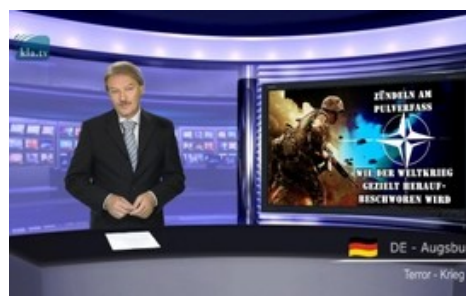 kla.tv
ZÜNDELN AM
PULVERFASS
WIE DER WELTKRIEG
GEZIELT HERAUF-
BESCHWOREN WIRD
DE - Augsbu
Terror - Krieg